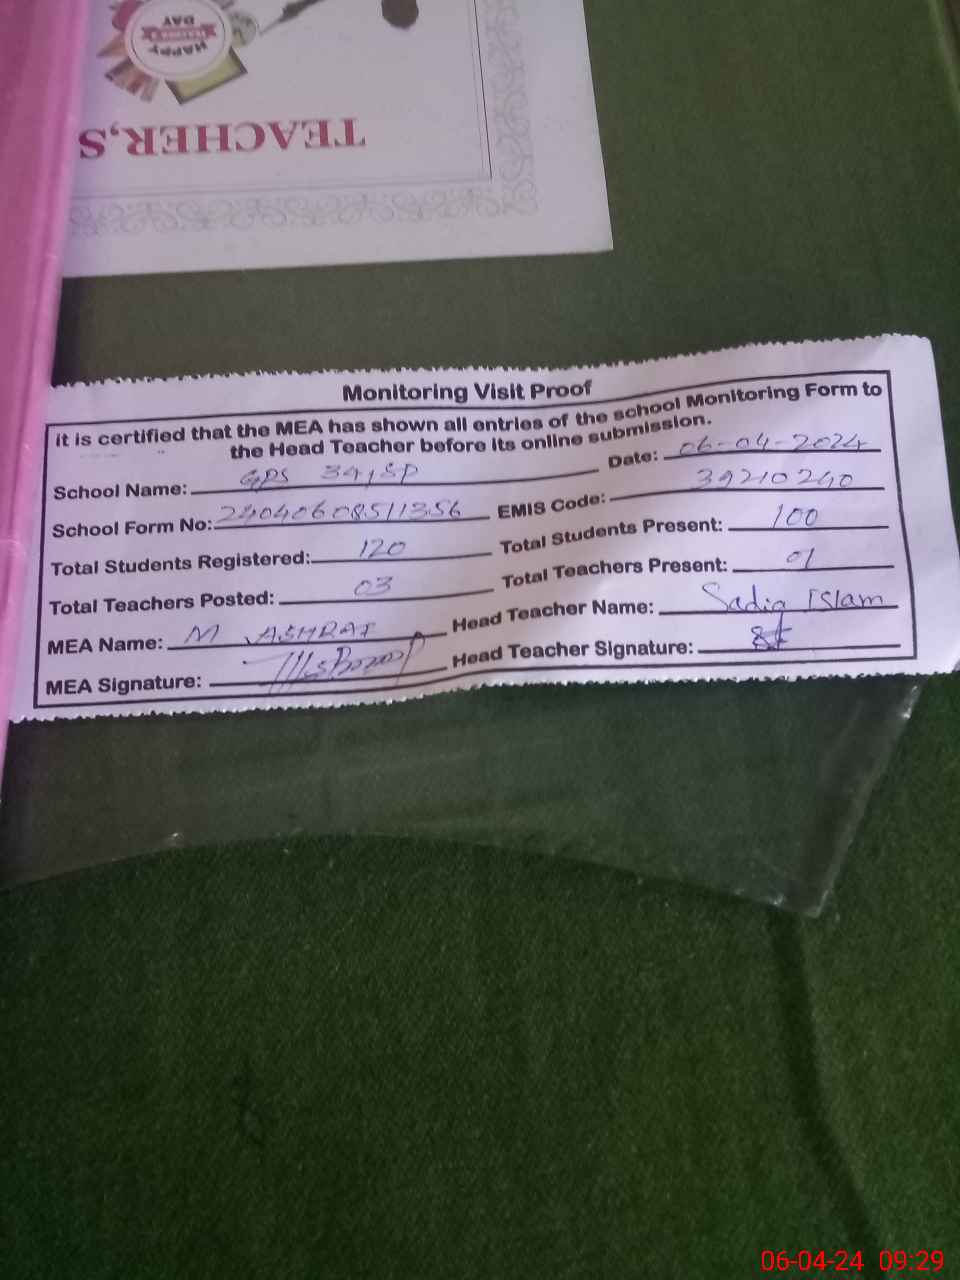 HAPPY
TEACHER'S
DAY
TEACHER,S
Monitoring Visit Proof
it is certified that the MEA has shown all entries of the school Monitoring Form to
the Head Teacher before its online submission.
Date: 06-04-2024
School Name: GPS 34/SP
EMIS Code: 39210240
School Form No: 24040608511356
Total Students Present: 100
Total Students Registered: 120
Total Teachers Present: 01
Total Teachers Posted: 03
Head Teacher Name: Sadia Islam
MEA Name: M ASHRAF
Head Teacher Signature:
MEA Signature:
06-04-24 09:29